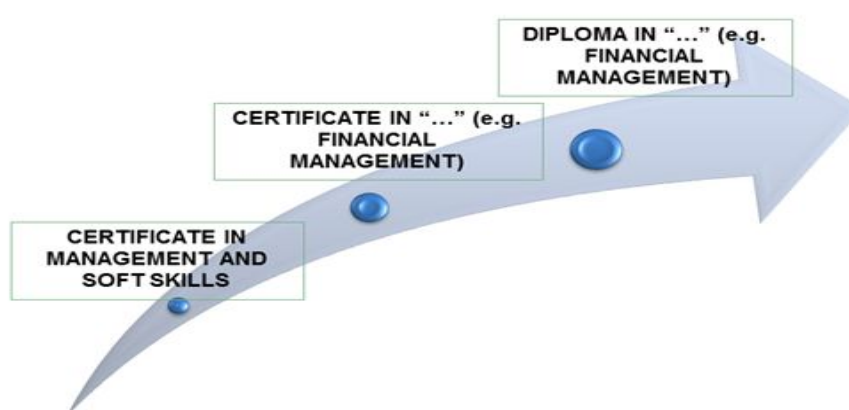 DIPLOMA IN “…” (e.g.
FINANCIAL
MANAGEMENT)
CERTIFICATE IN “…” (e.g.
FINANCIAL
MANAGEMENT)
CERTIFICATE IN
MANAGEMENT AND
SOFT SKILLS